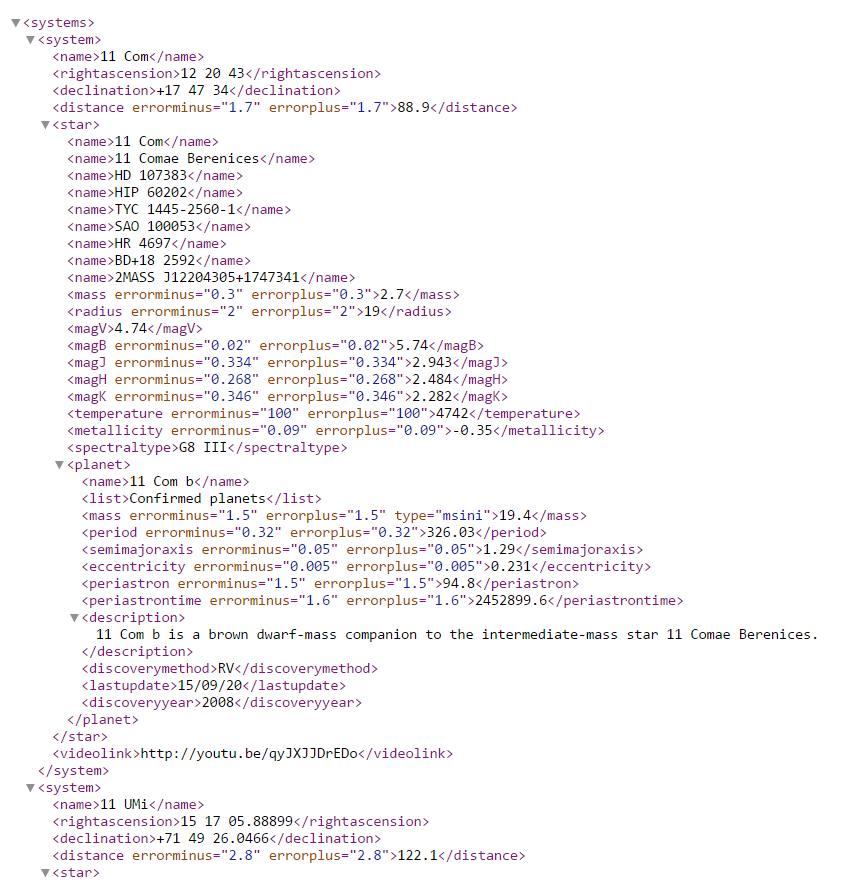 ▼<systems>
▼<system>
<name>11 Com</name>
<rightascension>12 20 43</rightascension>
<declination>+17 47 34</declination>
<distance errorminus="1.7" errorplus="1.7">88.9</distance>
▼<star>
<name>11 Com</name>
<name>11 Comae Berenices</name>
<name>HD 107383</name>
<name>HIP 60202</name>
<name>TYC 1445-2560-1</name>
<name>SAO 100053</name>
<name>HR 4697</name>
<name>BD+18 2592</name>
<name>2MASS J12204305+1747341</name>
<mass errorminus="0.3" errorplus="0.3">2.7</mass>
<radius errorminus="2" errorplus="2">19</radius>
<magV>4.74</magV>
<magB errorminus="0.02" errorplus="0.02">5.74</magB>
<magJ errorminus="0.334" errorplus="0.334">2.943</magJ>
<magH errorminus="0.268" errorplus="0.268">2.484</magH>
<magK errorminus="0.346" errorplus="0.346">2.282</magK>
<temperature errorminus="100" errorplus="100">4742</temperature>
<metallicity errorminus="0.09" errorplus="0.09">-0.35</metallicity>
<spectraltype>G8 III</spectraltype>
▼<planet>
<name>11 Com b</name>
<list>Confirmed planets</list>
<mass errorminus="1.5" errorplus="1.5" type="msini">19.4</mass>
<period errorminus="0.32" errorplus="0.32">326.03</period>
<semimajoraxis errorminus="0.05" errorplus="0.05">1.29</semimajoraxis>
<eccentricity errorminus="0.005" errorplus="0.005">0.231</eccentricity>
<periastron errorminus="1.5" errorplus="1.5">94.8</periastron>
<periastrontime errorminus="1.6" errorplus="1.6">2452899.6</periastrontime>
▼<description>
11 Com b is a brown dwarf-mass companion to the intermediate-mass star 11 Comae Berenices.
</description>
<discoverymethod>RV</discoverymethod>
<lastupdate>15/09/20</lastupdate>
<discoveryyear>2008</discoveryyear>
</planet>
</star>
<videolink>http://youtu.be/qyJXJJDrEDo</videolink>
</system>
▼<system>
<name>11 UMi</name>
<rightascension>15 17 05.88899</rightascension>
<declination>+71 49 26.0466</declination>
<distance errorminus="2.8" errorplus="2.8">122.1</distance>
▼<star>